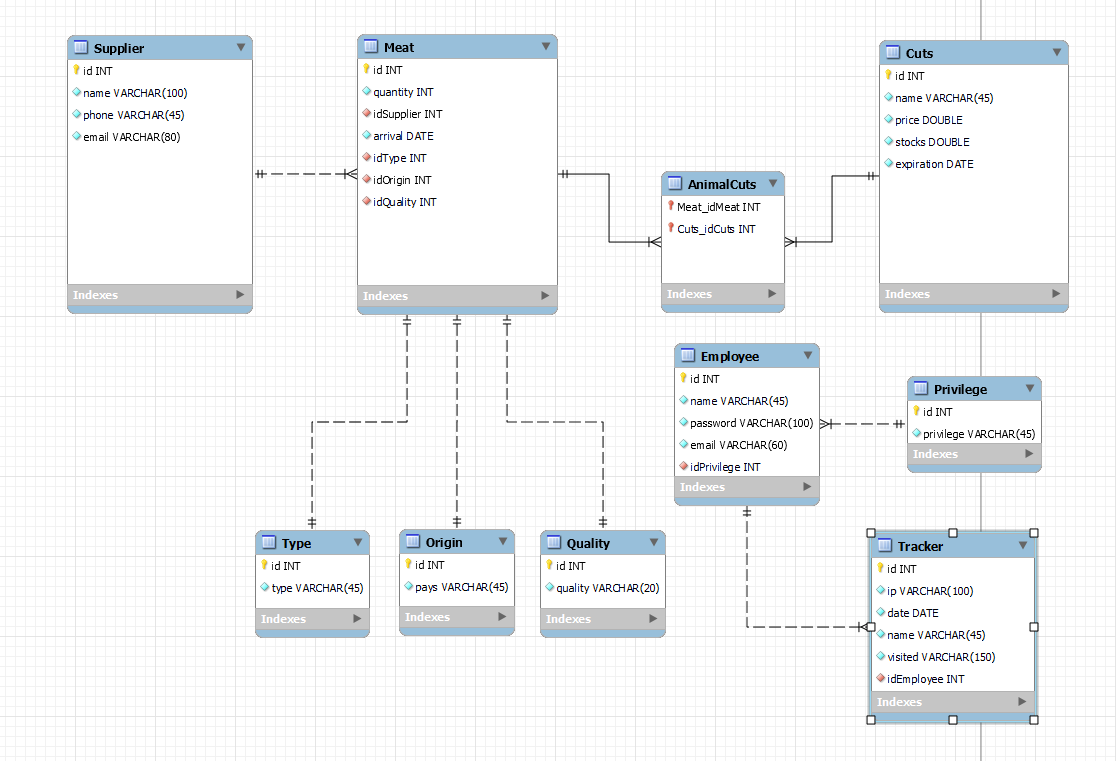 Supplier
id INT
name VARCHAR(100)
phone VARCHAR(45)
email VARCHAR(80)
Indexes
Meat
id INT
quantity INT
idSupplier INT
arrival DATE
idType INT
idOrigin INT
idQuality INT
Indexes
AnimalCuts
Meat_idMeat INT
Cuts_idCuts INT
Indexes
Cuts
id INT
name VARCHAR(45)
price DOUBLE
stocks DOUBLE
expiration DATE
Indexes
Employee
id INT
name VARCHAR(45)
password VARCHAR(100)
email VARCHAR(60)
idPrivilege INT
Indexes
Privilege
id INT
privilege VARCHAR(45)
Indexes
Type
id INT
type VARCHAR(45)
Indexes
Origin
id INT
pays VARCHAR(45)
Indexes
Quality
id INT
quality VARCHAR(20)
Indexes
Tracker
id INT
ip VARCHAR(100)
date DATE
name VARCHAR(45)
visited VARCHAR(150)
idEmployee INT
Indexes